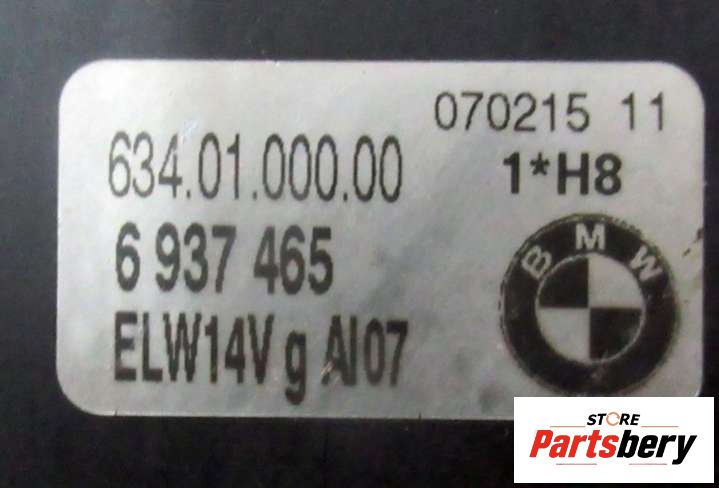 070215 11
634.01.000.00
1*H8
6 937 465
BMW
ELW14V g AI07
STORE
Partsbery